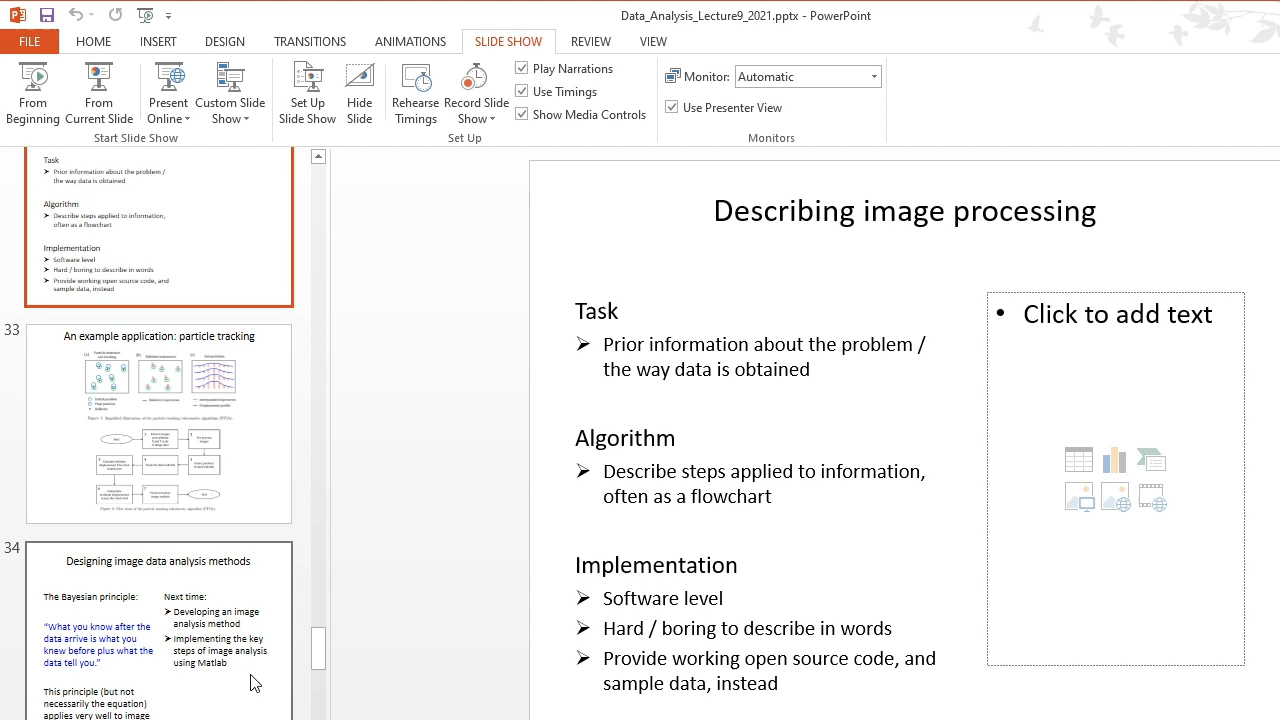 Data_Analysis_Lecture9_2021.pptx - PowerPoint
FILE HOME INSERT DESIGN TRANSITIONS ANIMATIONS SLIDE SHOW REVIEW VIEW
From Beginning
From Current Slide
Present Online
Custom Slide Show
Set Up Slide Show
Hide Slide
Rehearse Timings
Record Slide Show
Play Narrations
Use Timings
Show Media Controls
Monitor: Automatic
Use Presenter View
Start Slide Show
Set Up
Monitors
Task
➢ Prior information about the problem /
the way data is obtained
Algorithm
➢ Describe steps applied to information,
often as a flowchart
Implementation
➢ Software level
➢ Hard / boring to describe in words
➢ Provide working open source code, and
sample data, instead
33
An example application: particle tracking
34
Designing image data analysis methods
The Bayesian principle:
"What you know after the
data arrive is what you
knew before plus what the
data tell you."
This principle (but not
necessarily the equation)
applies very well to image
Next time:
➢ Developing an image
analysis method
➢ Implementing the key
steps of image analysis
using Matlab
Describing image processing
Task
➢ Prior information about the problem /
the way data is obtained
Algorithm
➢ Describe steps applied to information,
often as a flowchart
Implementation
➢ Software level
➢ Hard / boring to describe in words
➢ Provide working open source code, and
sample data, instead
• Click to add text